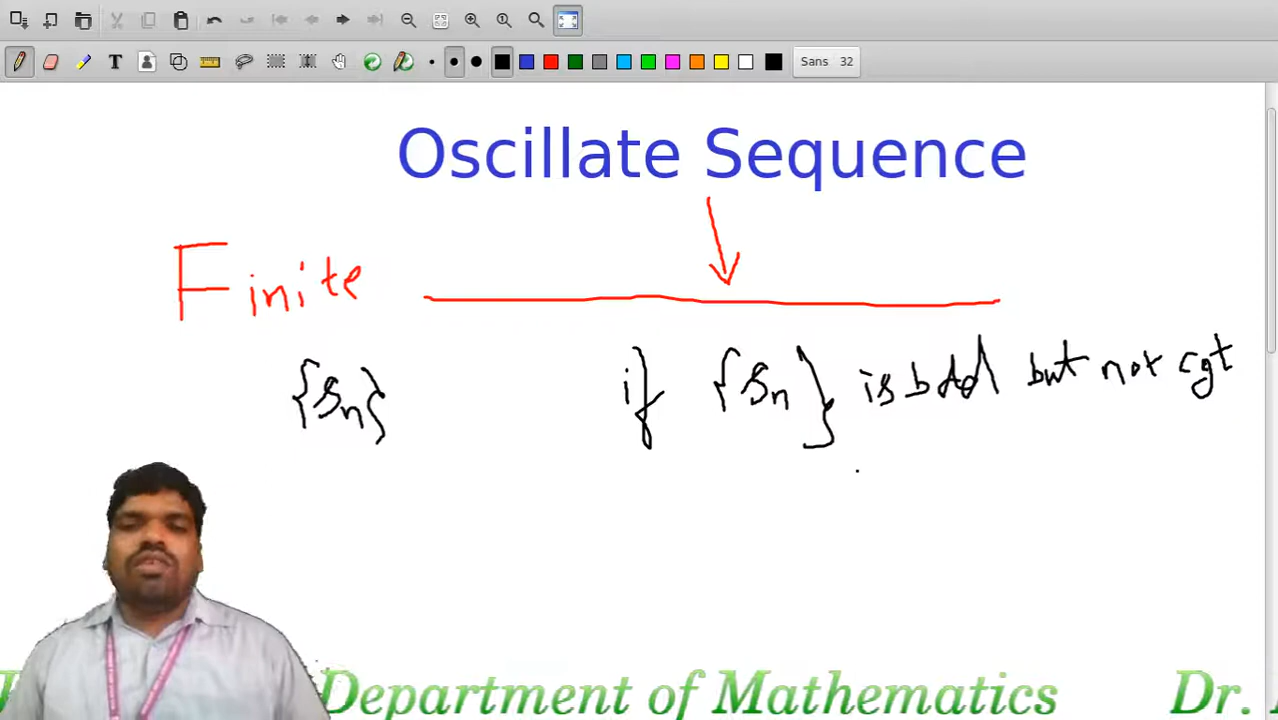 Sans 32
Oscillate Sequence
Finite
{Sn} if {Sn} is bdd but not cgt
Department of Mathematics Dr.